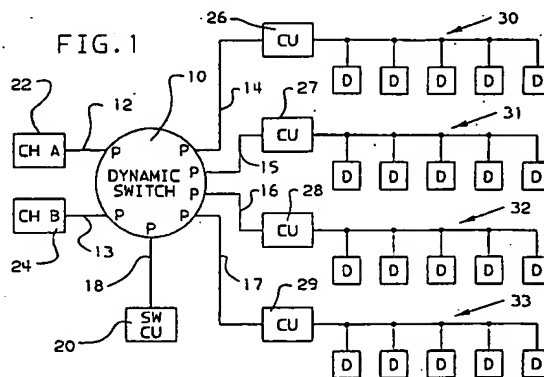 FIG.1
26
CU
30
D D D D D
22
10
12
14
27
CU
31
CH A
P P
D D D D D
DYNAMIC
SWITCH
P
P
15
16
28
CU
32
CH B
P P P
D D D D D
24
13
18
17
29
CU
33
20
SW
CU
D D D D D